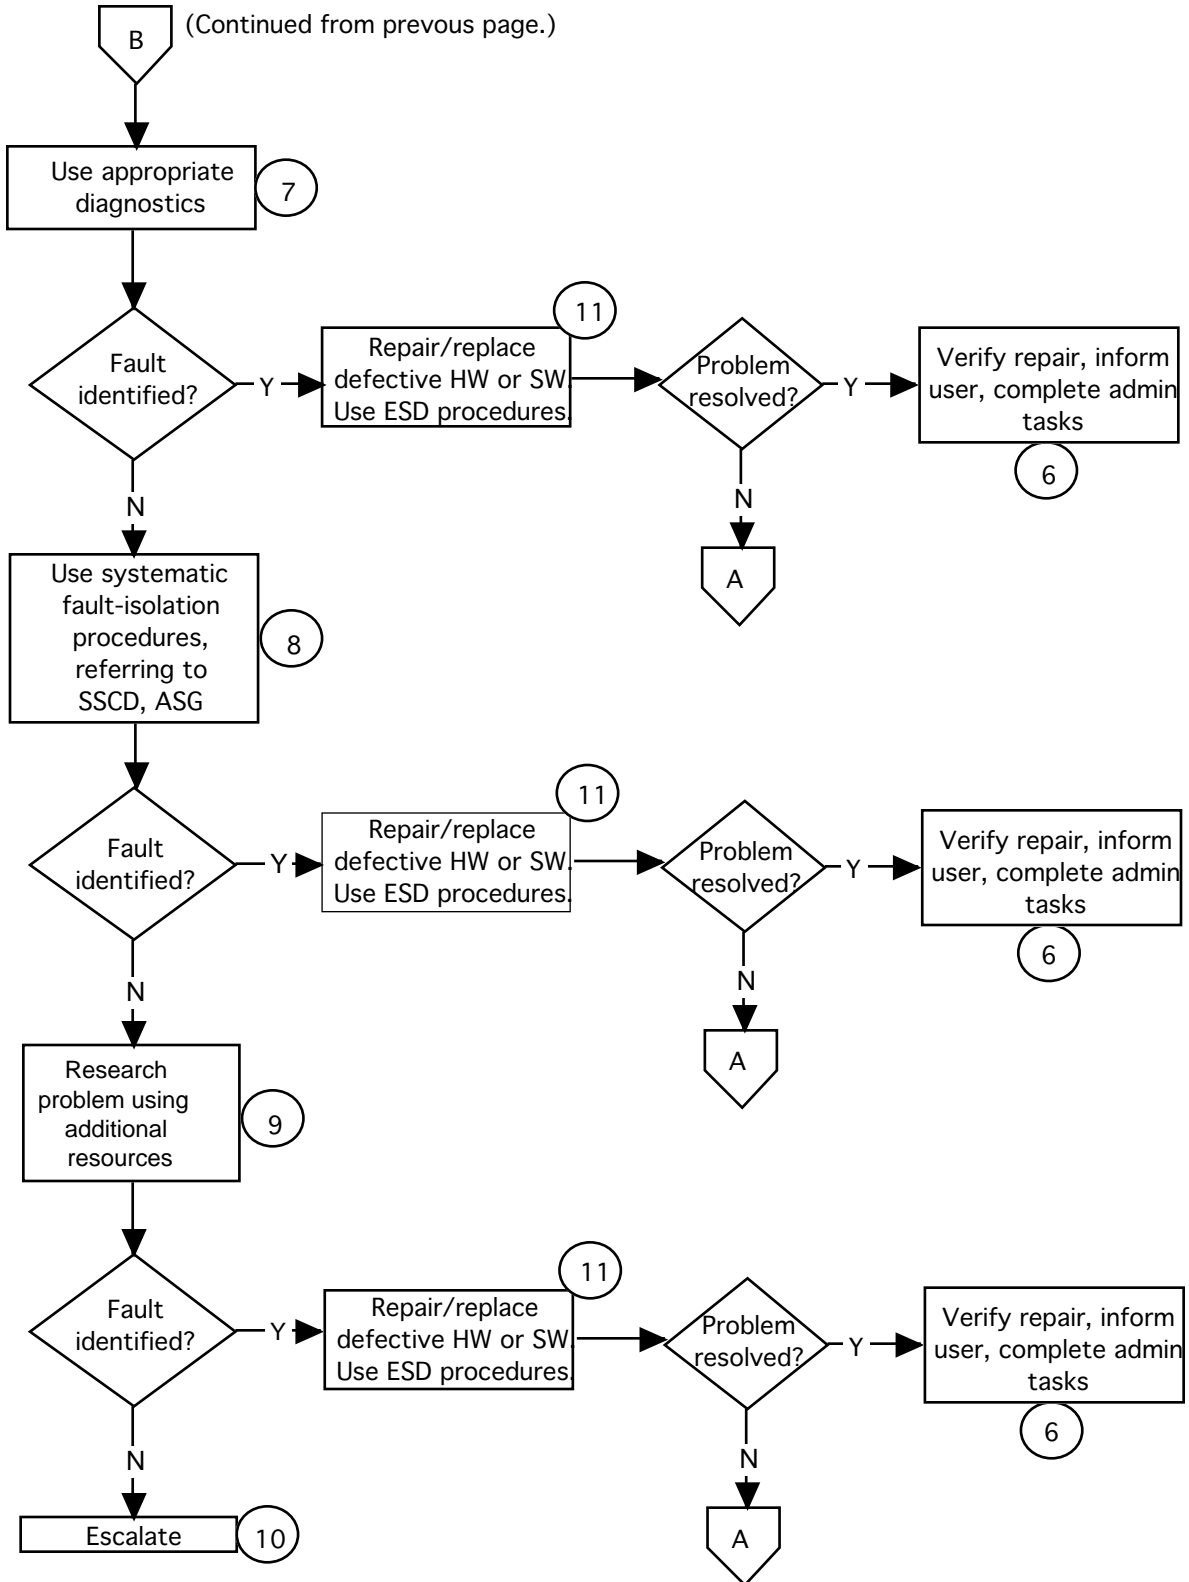 B
(Continued from prevous page.)
Use appropriate
diagnostics
7
Fault
identified?
Y
11
Repair/replace
defective HW or SW.
Use ESD procedures.
Problem
resolved?
Y
Verify repair, inform
user, complete admin
tasks
6
N
N
A
Use systematic
fault-isolation
procedures,
referring to
SSCD, ASG
8
Fault
identified?
Y
11
Repair/replace
defective HW or SW.
Use ESD procedures.
Problem
resolved?
Y
Verify repair, inform
user, complete admin
tasks
6
N
N
A
Research
problem using
additional
resources
9
Fault
identified?
Y
11
Repair/replace
defective HW or SW.
Use ESD procedures.
Problem
resolved?
Y
Verify repair, inform
user, complete admin
tasks
6
N
N
Escalate
10
A